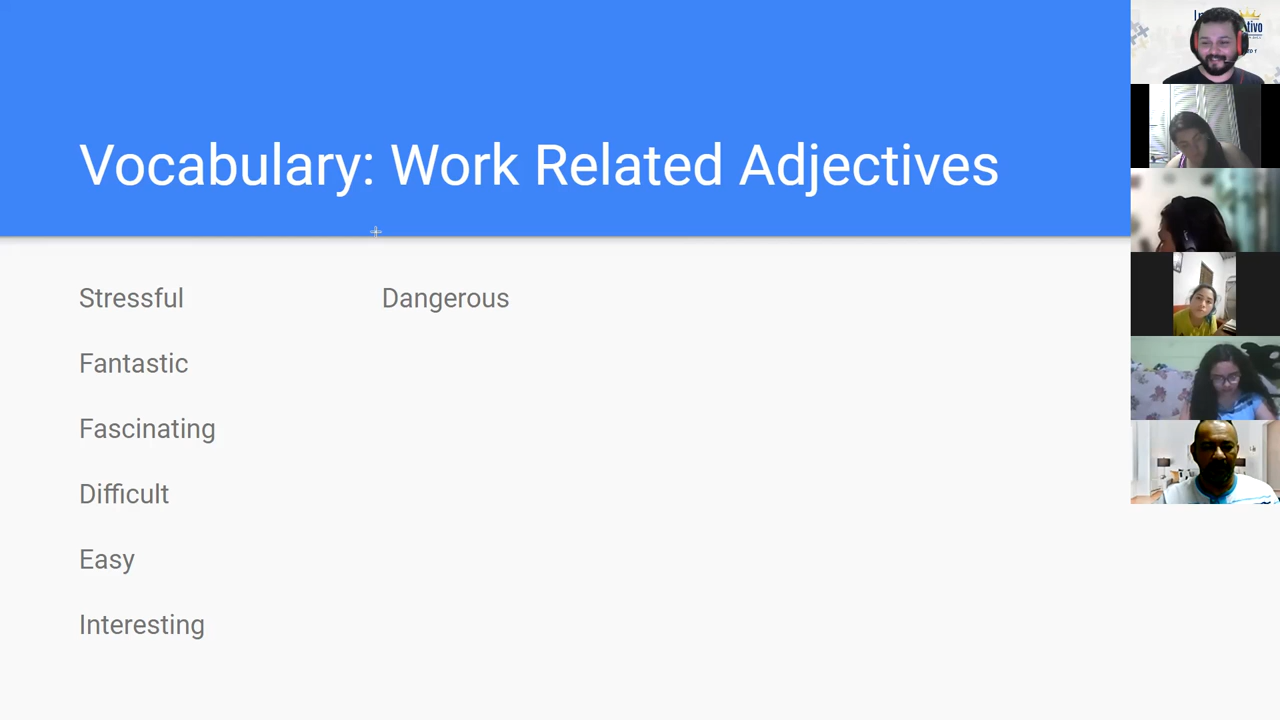 Vocabulary: Work Related Adjectives
Stressful
Fantastic
Fascinating
Difficult
Easy
Interesting
Dangerous